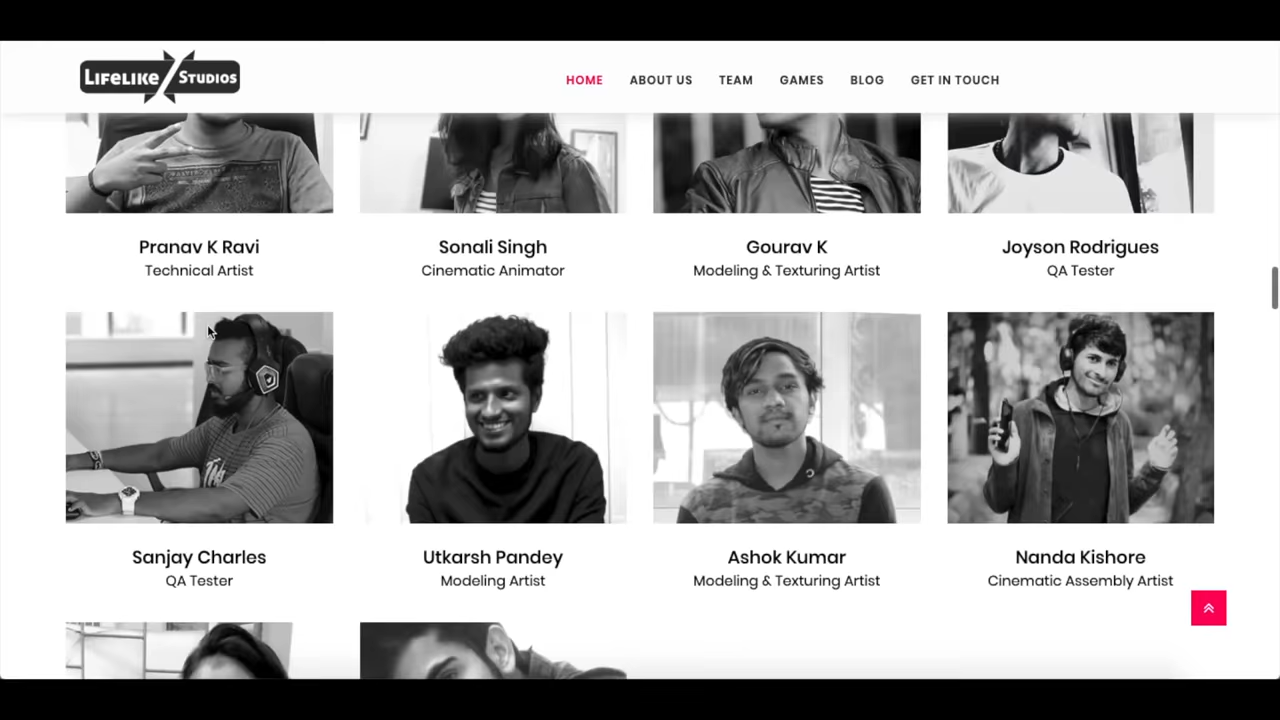 LIFELIKE STUDIOS
HOME ABOUT US TEAM GAMES BLOG GET IN TOUCH
Pranav K Ravi
Technical Artist
Sonali Singh
Cinematic Animator
Gourav K
Modeling & Texturing Artist
Joyson Rodrigues
QA Tester
Sanjay Charles
QA Tester
Utkarsh Pandey
Modeling Artist
Ashok Kumar
Modeling & Texturing Artist
Nanda Kishore
Cinematic Assembly Artist